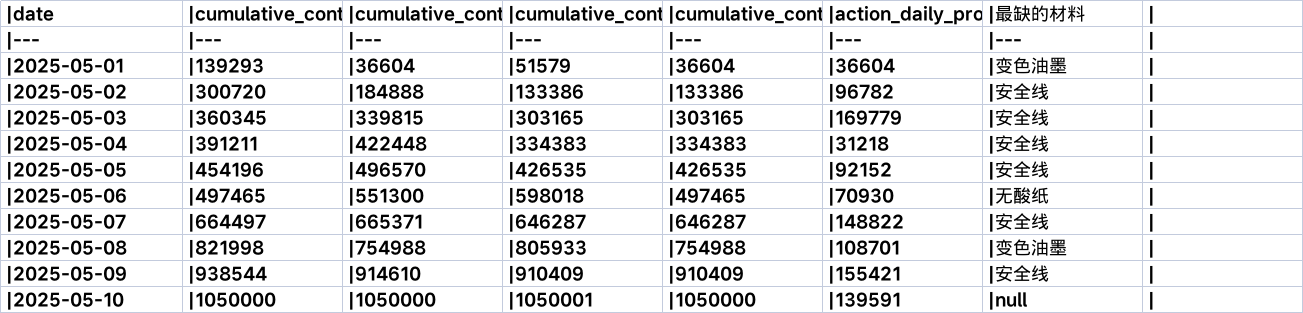 |date |cumulative_cont |cumulative_cont |cumulative_cont |cumulative_cont |action_daily_pro |最缺的材料 |
|--- |--- |--- |--- |--- |--- |--- |
|2025-05-01 |139293 |36604 |51579 |36604 |36604 |变色油墨 |
|2025-05-02 |300720 |184888 |133386 |133386 |96782 |安全线 |
|2025-05-03 |360345 |339815 |303165 |303165 |169779 |安全线 |
|2025-05-04 |391211 |422448 |334383 |334383 |31218 |安全线 |
|2025-05-05 |454196 |496570 |426535 |426535 |92152 |安全线 |
|2025-05-06 |497465 |551300 |598018 |497465 |70930 |无酸纸 |
|2025-05-07 |664497 |665371 |646287 |646287 |148822 |安全线 |
|2025-05-08 |821998 |754988 |805933 |754988 |108701 |变色油墨 |
|2025-05-09 |938544 |914610 |910409 |910409 |155421 |安全线 |
|2025-05-10 |1050000 |1050000 |1050001 |1050000 |139591 |null |